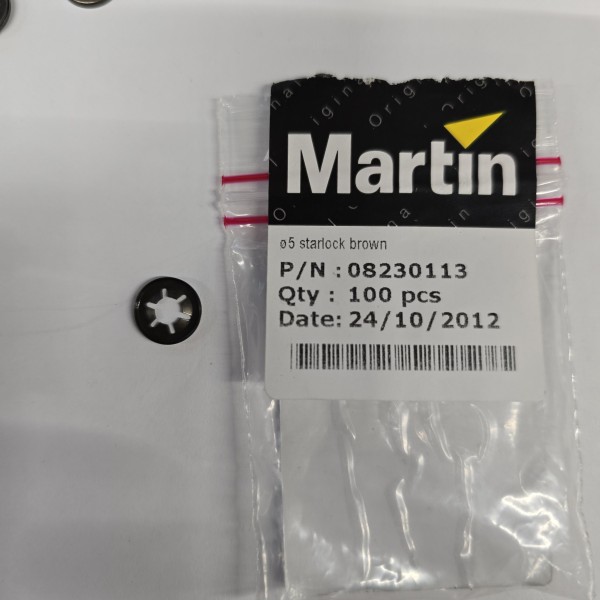 Martin
ø5 starlock brown
P/N : 08230113
Qty : 100 pcs
Date: 24/10/2012